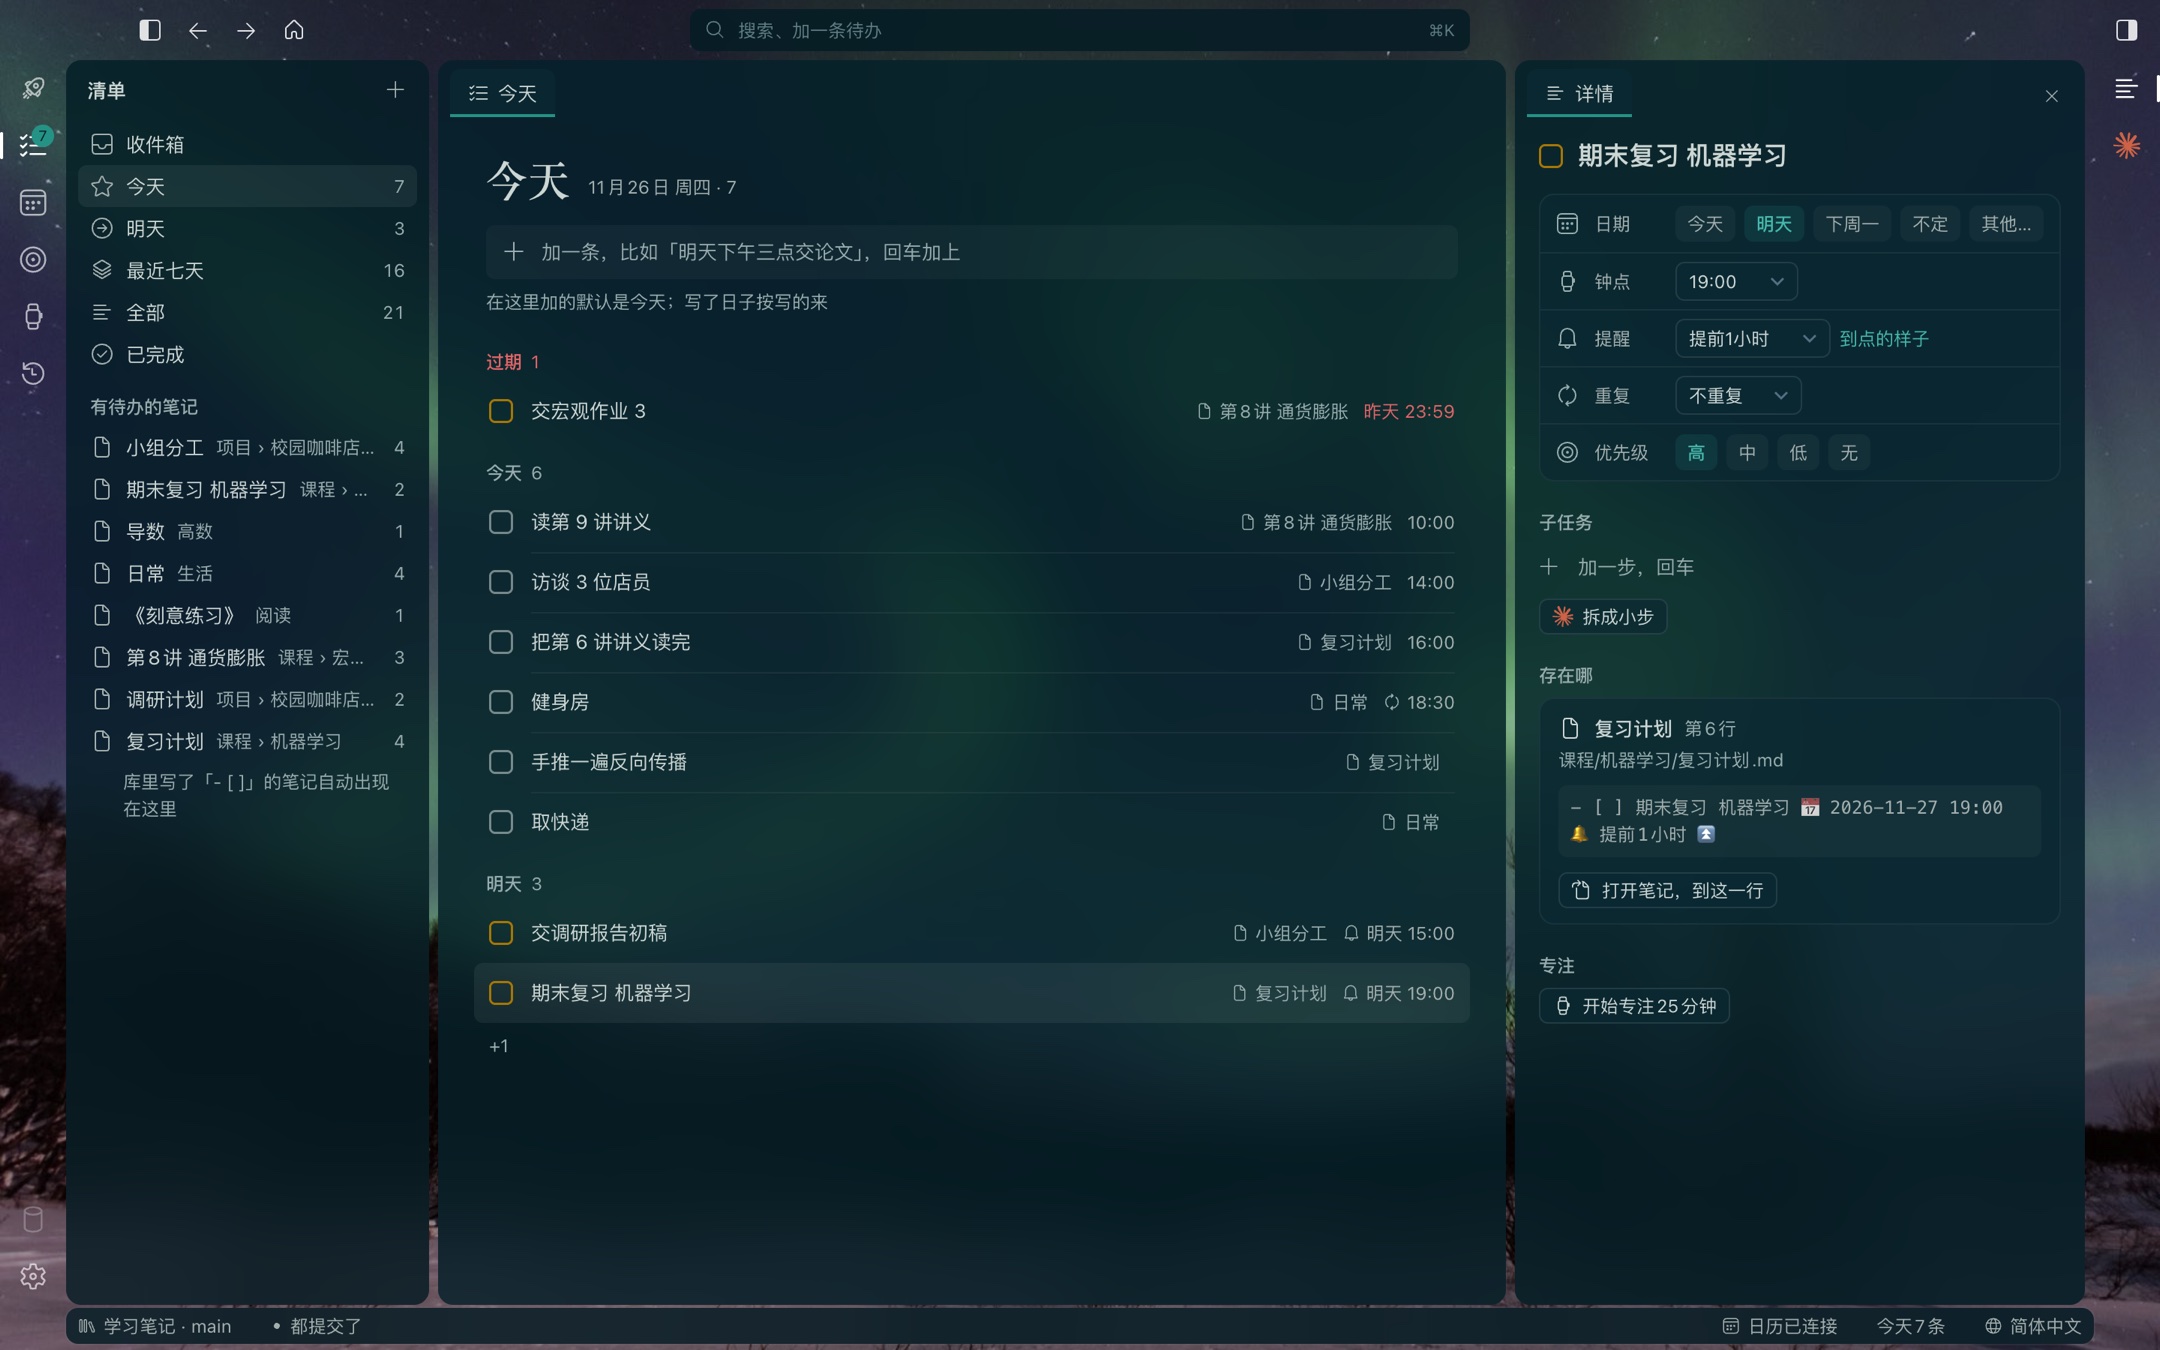 搜索、加一条待办
⌘K
7
清单
收件箱
今天 7
明天 3
最近七天 16
全部 21
已完成
有待办的笔记
小组分工 项目 › 校园咖啡店... 4
期末复习 机器学习 课程 › ... 2
导数 高数 1
日常 生活 4
《刻意练习》 阅读 1
第8讲 通货膨胀 课程 › 宏... 3
调研计划 项目 › 校园咖啡店... 2
复习计划 课程 › 机器学习 4
库里写了「- [ ]」的笔记自动出现
在这里
今天
今天 11月26日 周四 · 7
加一条，比如「明天下午三点交论文」，回车加上
在这里加的默认是今天；写了日子按写的来
过期 1
交宏观作业 3 第8讲 通货膨胀 昨天 23:59
今天 6
读第 9 讲讲义 第8讲 通货膨胀 10:00
访谈 3 位店员 小组分工 14:00
把第 6 讲讲义读完 复习计划 16:00
健身房 日常 18:30
手推一遍反向传播 复习计划
取快递 日常
明天 3
交调研报告初稿 小组分工 明天 15:00
期末复习 机器学习 复习计划 明天 19:00
+1
详情
期末复习 机器学习
日期 今天 明天 下周一 不定 其他...
钟点 19:00
提醒 提前1小时 到点的样子
重复 不重复
优先级 高 中 低 无
子任务
加一步，回车
拆成小步
存在哪
复习计划 第6行
课程/机器学习/复习计划.md
- [ ] 期末复习 机器学习 📅 2026-11-27 19:00
🔔 提前1小时 ⏫
打开笔记，到这一行
专注
开始专注25分钟
学习笔记 · main • 都提交了
日历已连接 今天7条 简体中文